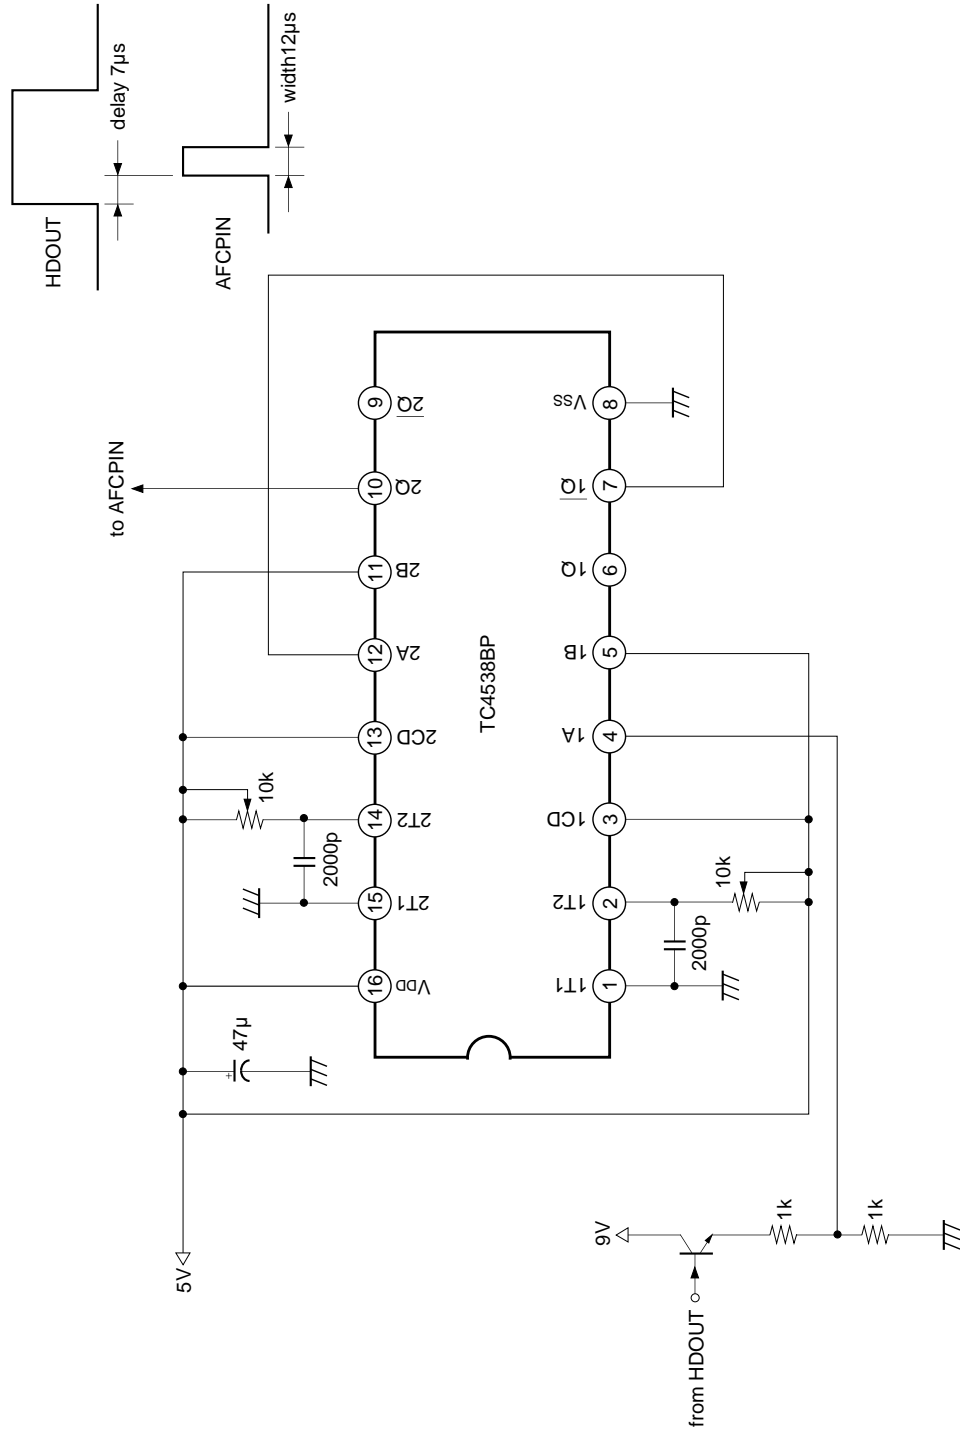 HDOUT
delay 7μs
AFCPIN
width12μs
to AFCPIN
5V
47μ
+
10k
2000p
16
15
14
13
12
11
10
9
VDD
2T1
2T2
2CD
2A
2B
2Q
2Q
TC4538BP
1T1
1T2
1CD
1A
1B
1Q
1Q
VSS
1
2
3
4
5
6
7
8
2000p
10k
9V
1k
1k
from HDOUT